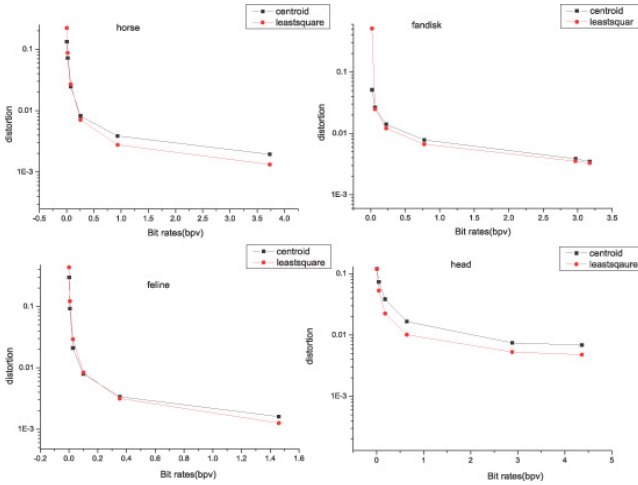 horse
centroid
leastsquare
0.1
0.01
1E-3
distortion
-0.5 0.0 0.5 1.0 1.5 2.0 2.5 3.0 3.5 4.0
Bit rates(bpv)
fandisk
centroid
leastsquar
0.1
0.01
1E-3
distortion
-0.5 0.0 0.5 1.0 1.5 2.0 2.5 3.0 3.5
Bit rates(bpv)
feline
centroid
leastsquare
0.1
0.01
1E-3
distortion
-0.2 0.0 0.2 0.4 0.6 0.8 1.0 1.2 1.4 1.6
Bit rates(bpv)
head
centroid
leastsqaure
0.1
0.01
1E-3
distortion
0 1 2 3 4 5
Bit rates(bpv)